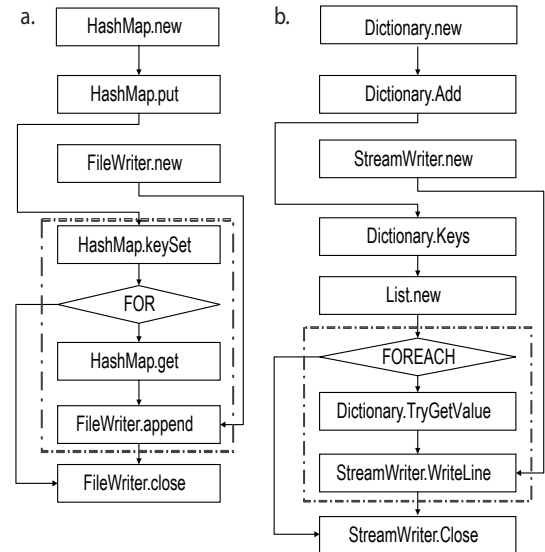 a.
HashMap.new
HashMap.put
FileWriter.new
HashMap.keySet
FOR
HashMap.get
FileWriter.append
FileWriter.close
b.
Dictionary.new
Dictionary.Add
StreamWriter.new
Dictionary.Keys
List.new
FOREACH
Dictionary.TryGetValue
StreamWriter.WriteLine
StreamWriter.Close